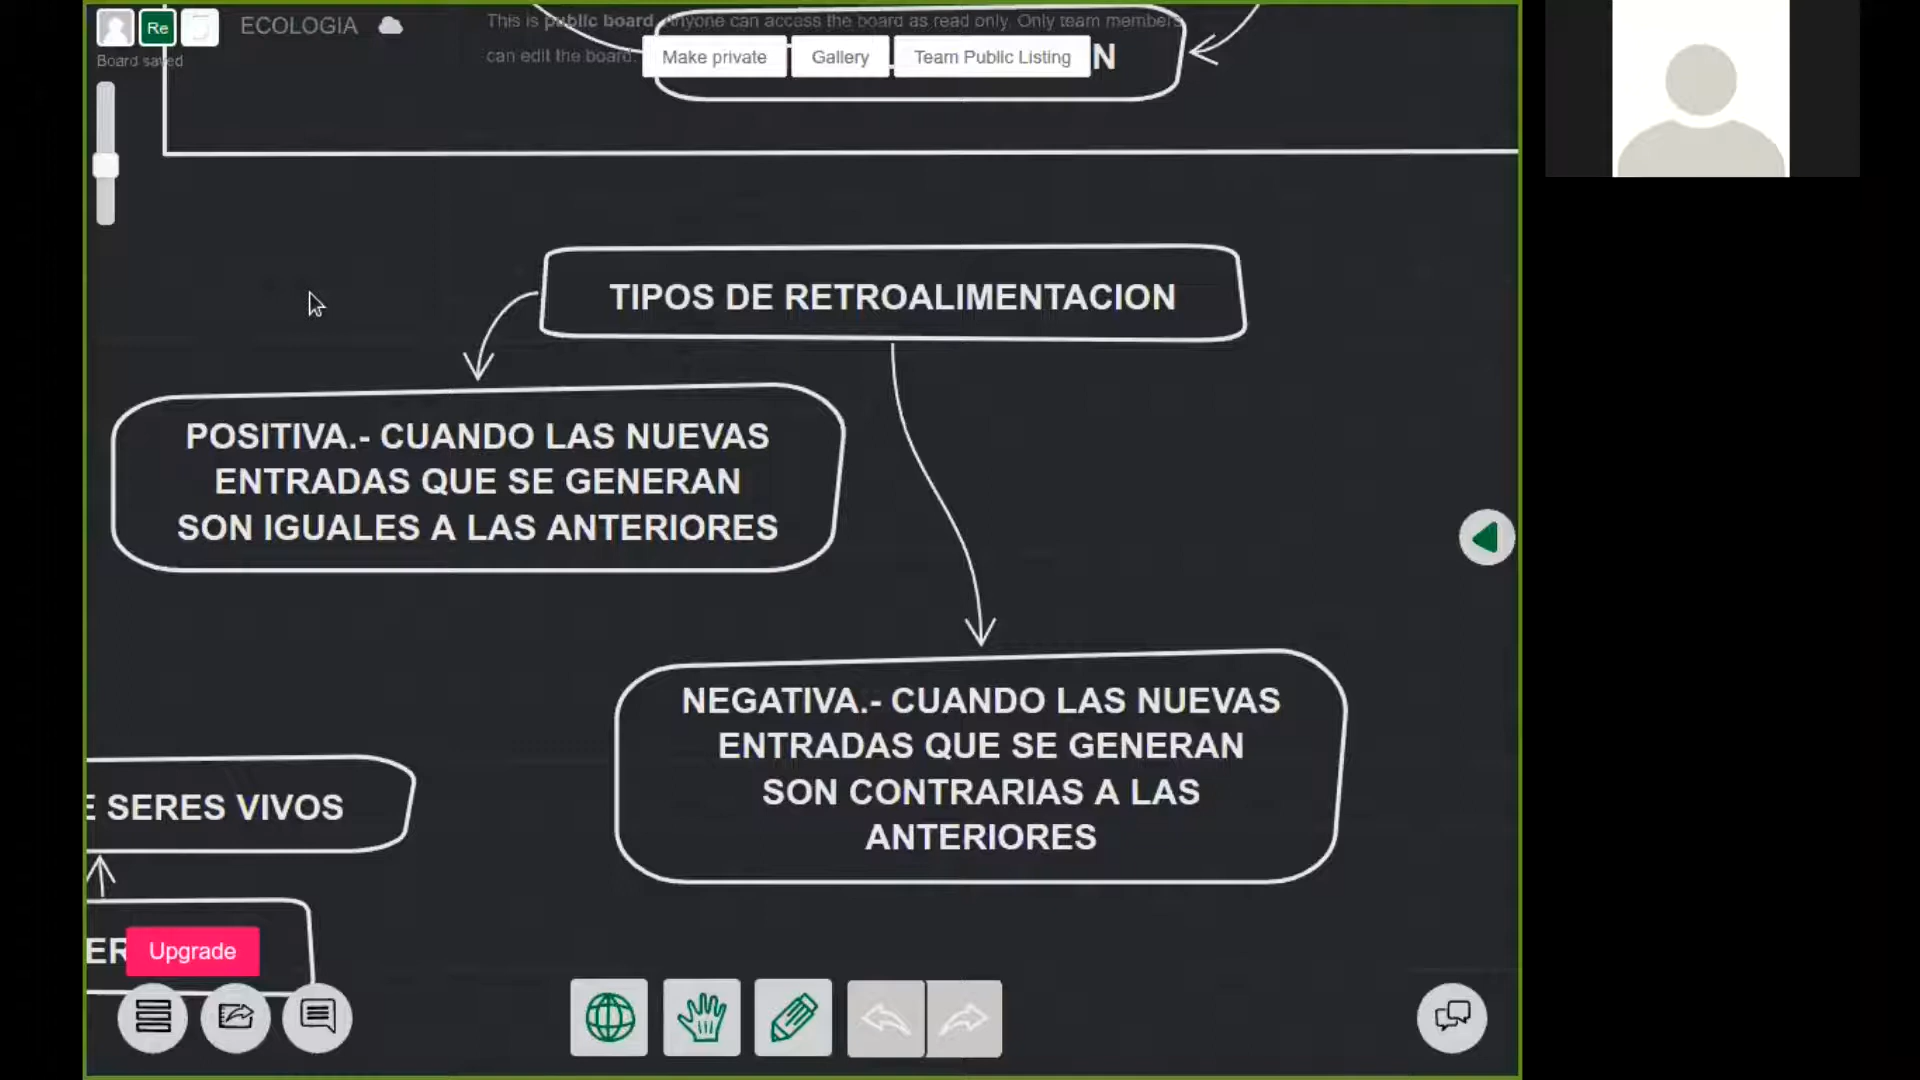 Re
ECOLOGIA
Board saved
This is public board. Anyone can access the board as read only. Only team members
can edit the board.
Make private
Gallery
Team Public Listing
N
TIPOS DE RETROALIMENTACION
POSITIVA.- CUANDO LAS NUEVAS
ENTRADAS QUE SE GENERAN
SON IGUALES A LAS ANTERIORES
NEGATIVA.- CUANDO LAS NUEVAS
ENTRADAS QUE SE GENERAN
SON CONTRARIAS A LAS
ANTERIORES
E SERES VIVOS
ER
Upgrade